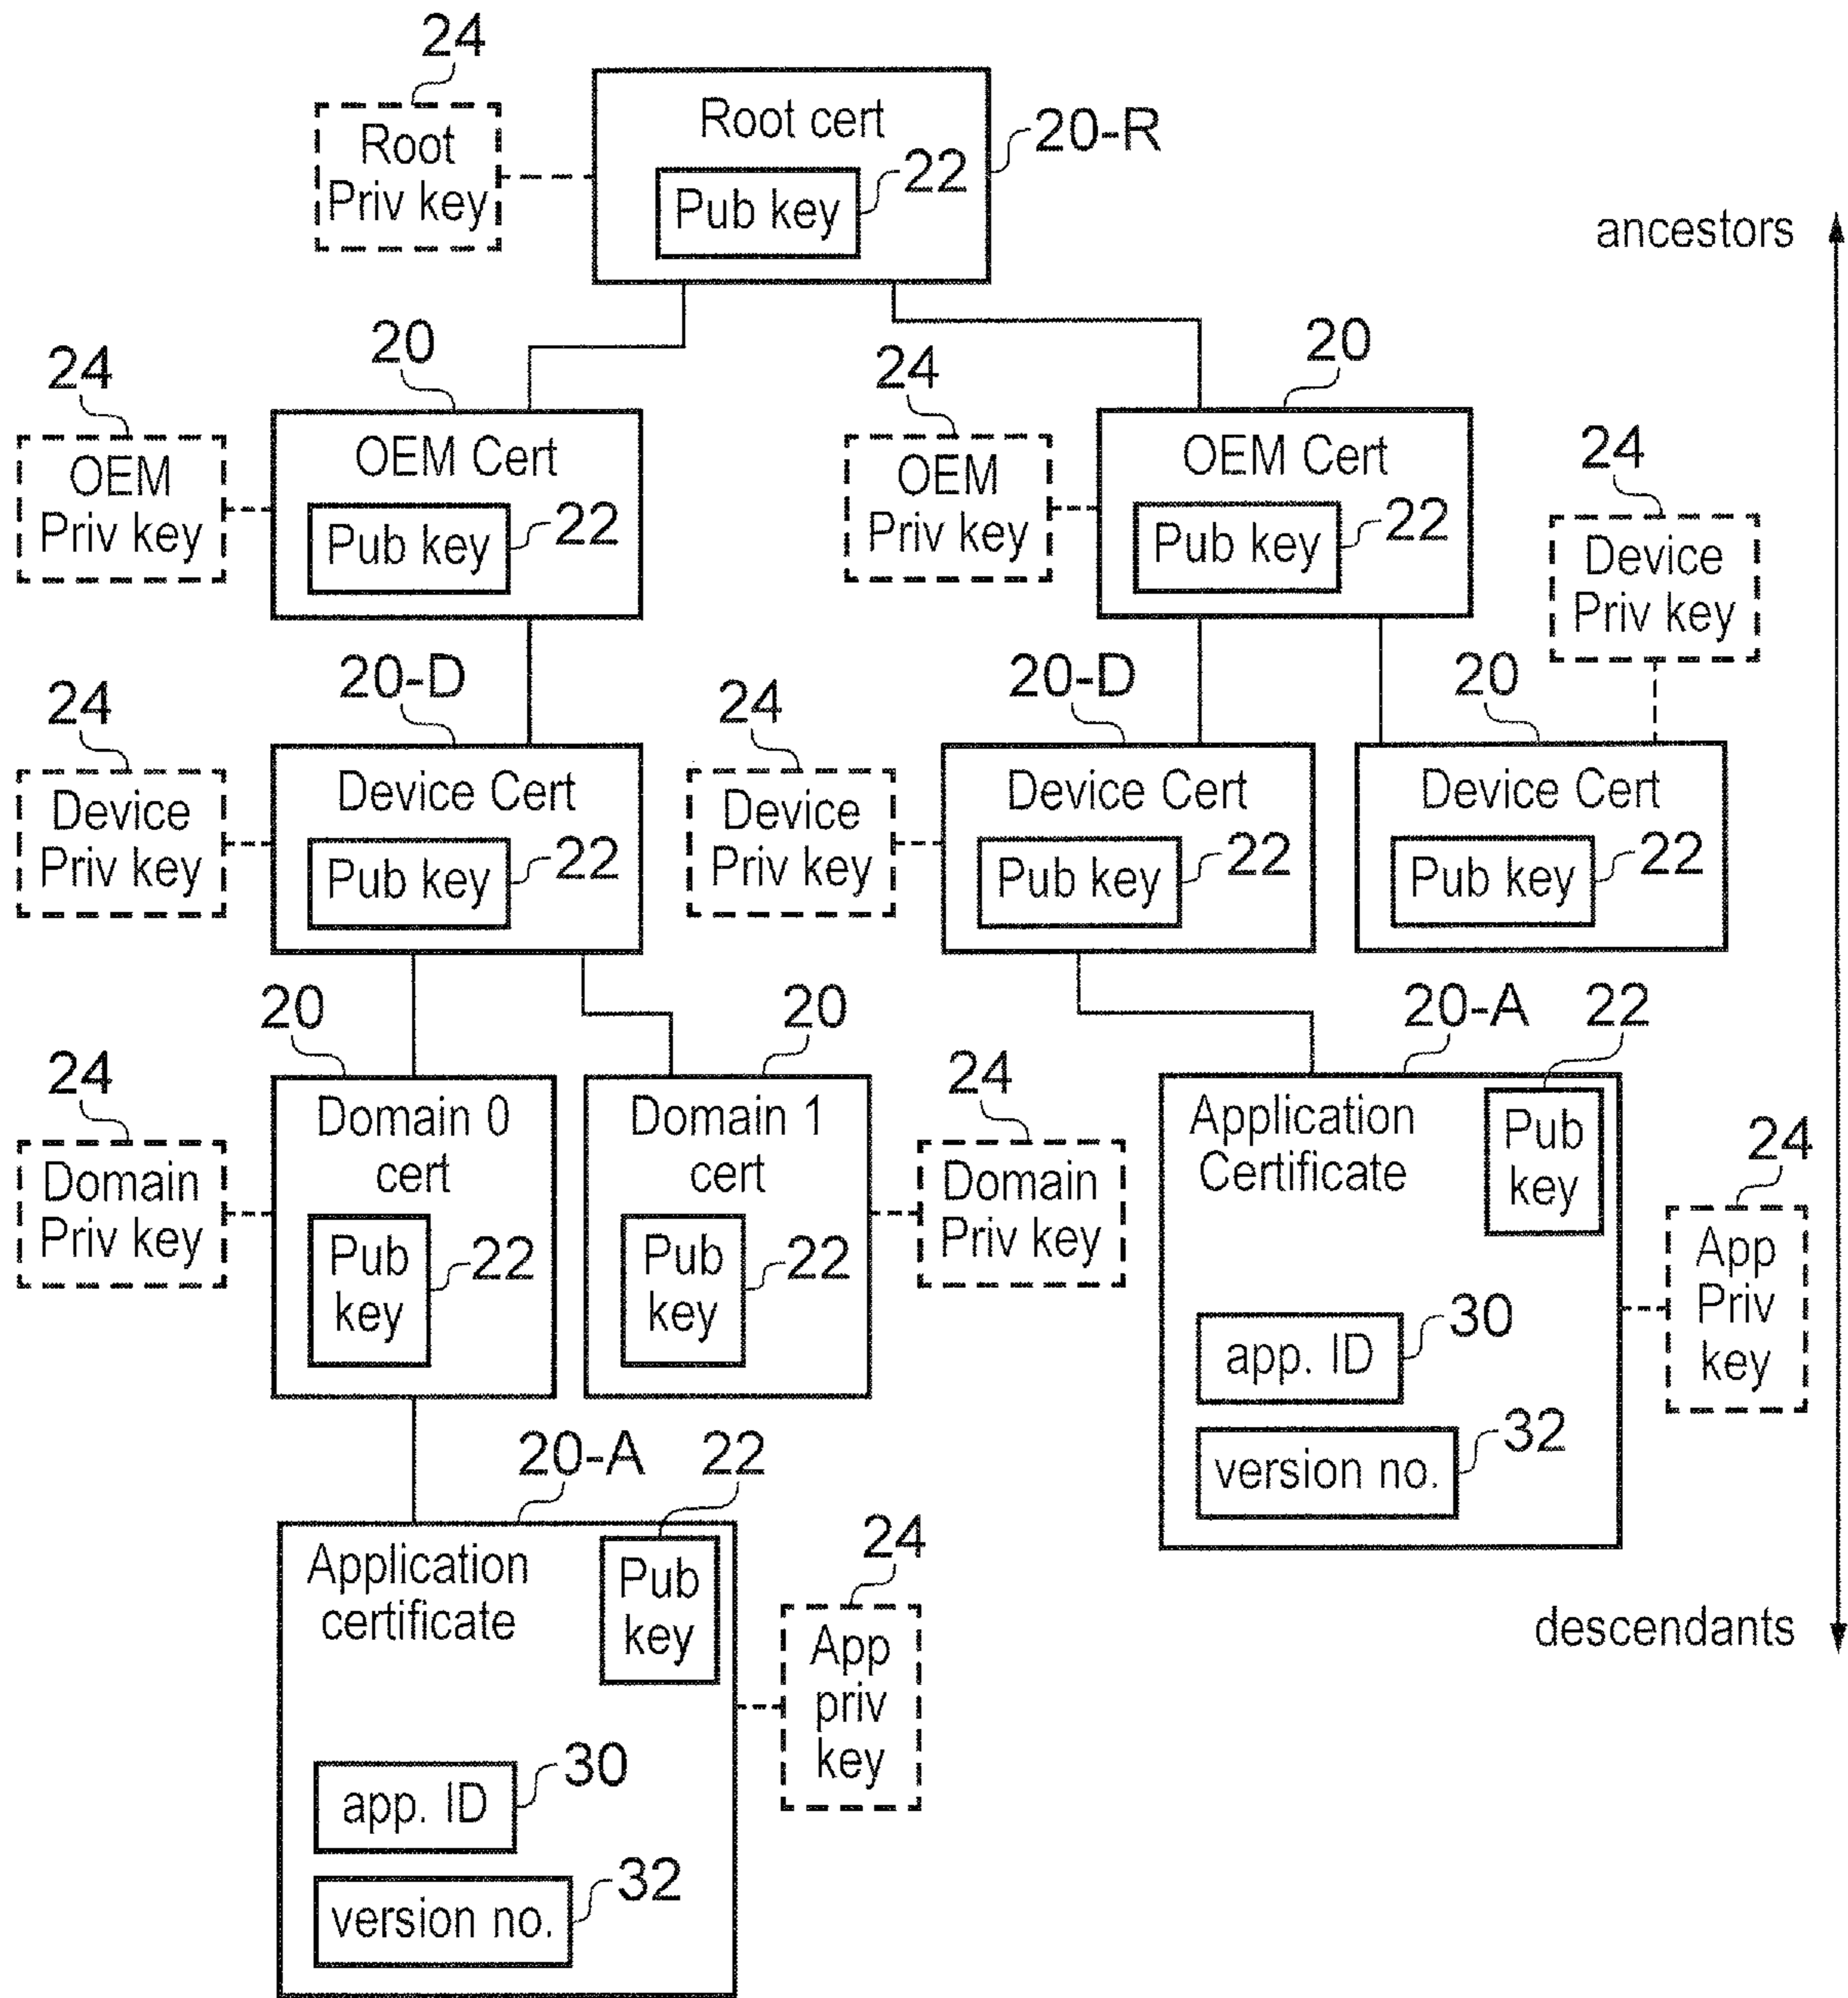 24
Root cert
20-R
Root
Priv key
22
Pub key
ancestors
20
20
24
24
OEM Cert
OEM Cert
24
OEM
Priv key
OEM
Priv key
Pub key
22
Pub key
22
Device
Priv key
20-D
20-D
20
24
24
Device Cert
Device Cert
Device Cert
Device
Priv key
Device
Priv key
Pub key
22
Pub key
22
Pub key
22
20
20
20-A
22
24
24
Domain 0
cert
Domain 1
cert
Application
Certificate
Pub
key
24
Domain
Priv key
Domain
Priv key
Pub
key
22
Pub
key
22
App
Priv
key
app. ID
30
version no.
32
20-A
22
Application
certificate
Pub
key
24
App
priv
key
descendants
app. ID
30
version no.
32